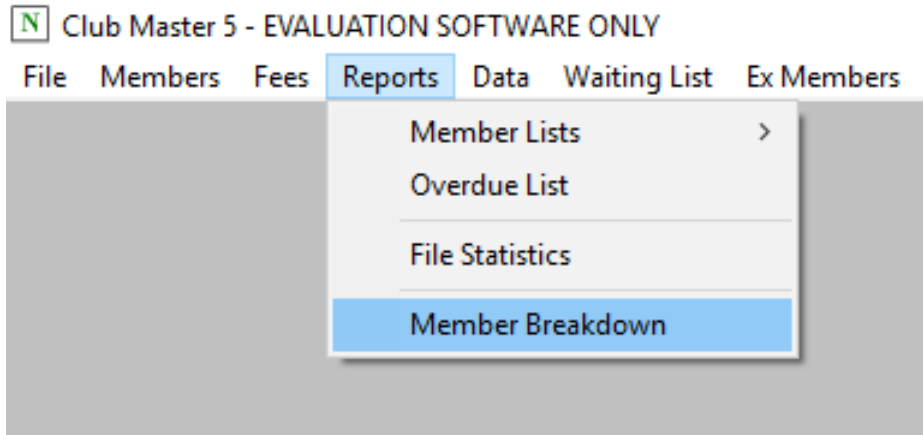 N Club Master 5 - EVALUATION SOFTWARE ONLY
File Members Fees Reports Data Waiting List Ex Members
Member Lists >
Overdue List
File Statistics
Member Breakdown